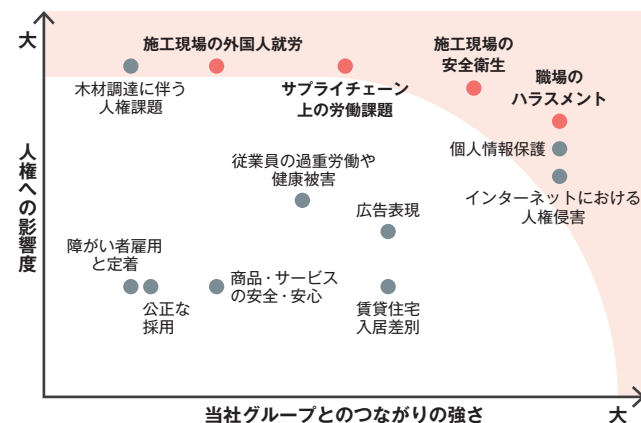 大
施工現場の外国人就労
施工現場の
安全衛生
木材調達に伴う
人権課題
サプライチェーン
上の労働課題
職場の
ハラスメント
人権への影響度
個人情報保護
従業員の過重労働や
健康被害
インターネットにおける
人権侵害
広告表現
障がい者雇用
と定着
公正な
採用
商品・サービス
の安全・安心
賃貸住宅
入居差別
当社グループとのつながりの強さ
大